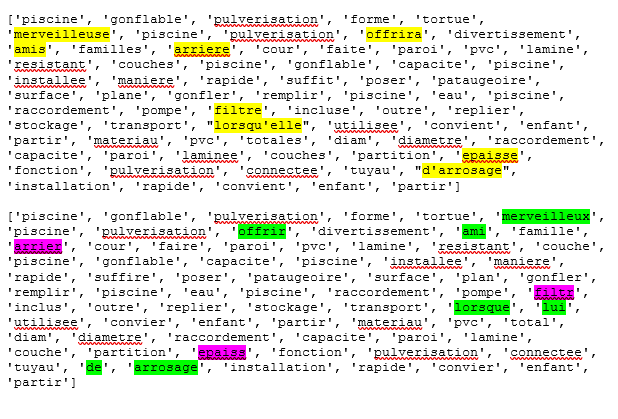 ['piscine', 'gonflable', 'pulverisation', 'forme', 'tortue',
'merveilleuse', 'piscine', 'pulverisation', 'offrira', 'divertissement',
'amis', 'familles', 'arriere', 'cour', 'faite', 'paroi', 'pvc', 'lamine',
'resistant', 'couches', 'piscine', 'gonflable', 'capacite', 'piscine',
'installee', 'maniere', 'rapide', 'suffit', 'poser', 'pataugeoire',
'surface', 'plane', 'gonfler', 'remplir', 'piscine', 'eau', 'piscine',
'raccordement', 'pompe', 'filtre', 'incluse', 'outre', 'replier',
'stockage', 'transport', "lorsqu'elle", 'utilisee', 'convient', 'enfant',
'partir', 'materiau', 'pvc', 'totales', 'diam', 'diametre', 'raccordement',
'capacite', 'paroi', 'laminee', 'couches', 'partition', 'epaisse',
'fonction', 'pulverisation', 'connectee', 'tuyau', "d'arrosage",
'installation', 'rapide', 'convient', 'enfant', 'partir']
['piscine', 'gonflable', 'pulverisation', 'forme', 'tortue', 'merveilleux',
'piscine', 'pulverisation', 'offrir', 'divertissement', 'ami', 'famille',
'arrier', 'cour', 'faire', 'paroi', 'pvc', 'lamine', 'resistant', 'couche',
'piscine', 'gonflable', 'capacite', 'piscine', 'installee', 'maniere',
'rapide', 'suffire', 'poser', 'pataugeoire', 'surface', 'plan', 'gonfler',
'remplir', 'piscine', 'eau', 'piscine', 'raccordement', 'pompe', 'filtr',
'inclus', 'outre', 'replier', 'stockage', 'transport', 'lorsque', 'lui',
'utilisee', 'convier', 'enfant', 'partir', 'materiau', 'pvc', 'total',
'diam', 'diametre', 'raccordement', 'capacite', 'paroi', 'lamine',
'couche', 'partition', 'epaiss', 'fonction', 'pulverisation', 'connectee',
'tuyau', 'de', 'arrosage', 'installation', 'rapide', 'convier', 'enfant',
'partir']